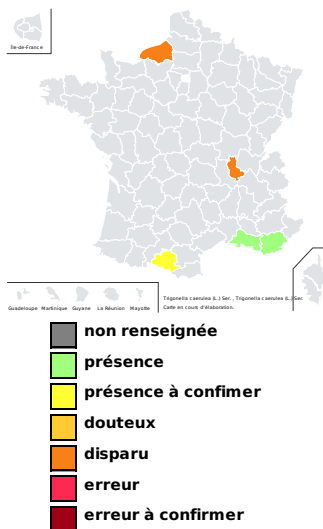 Île-de-France
Guadeloupe Martinique Guyane La Réunion Mayotte
Trigonella caerulea (L.) Ser. , Trigonella caerulea (L.) Ser.
Carte en cours d'élaboration.
non renseignée
présence
présence à confimer
douteux
disparu
erreur
erreur à confirmer